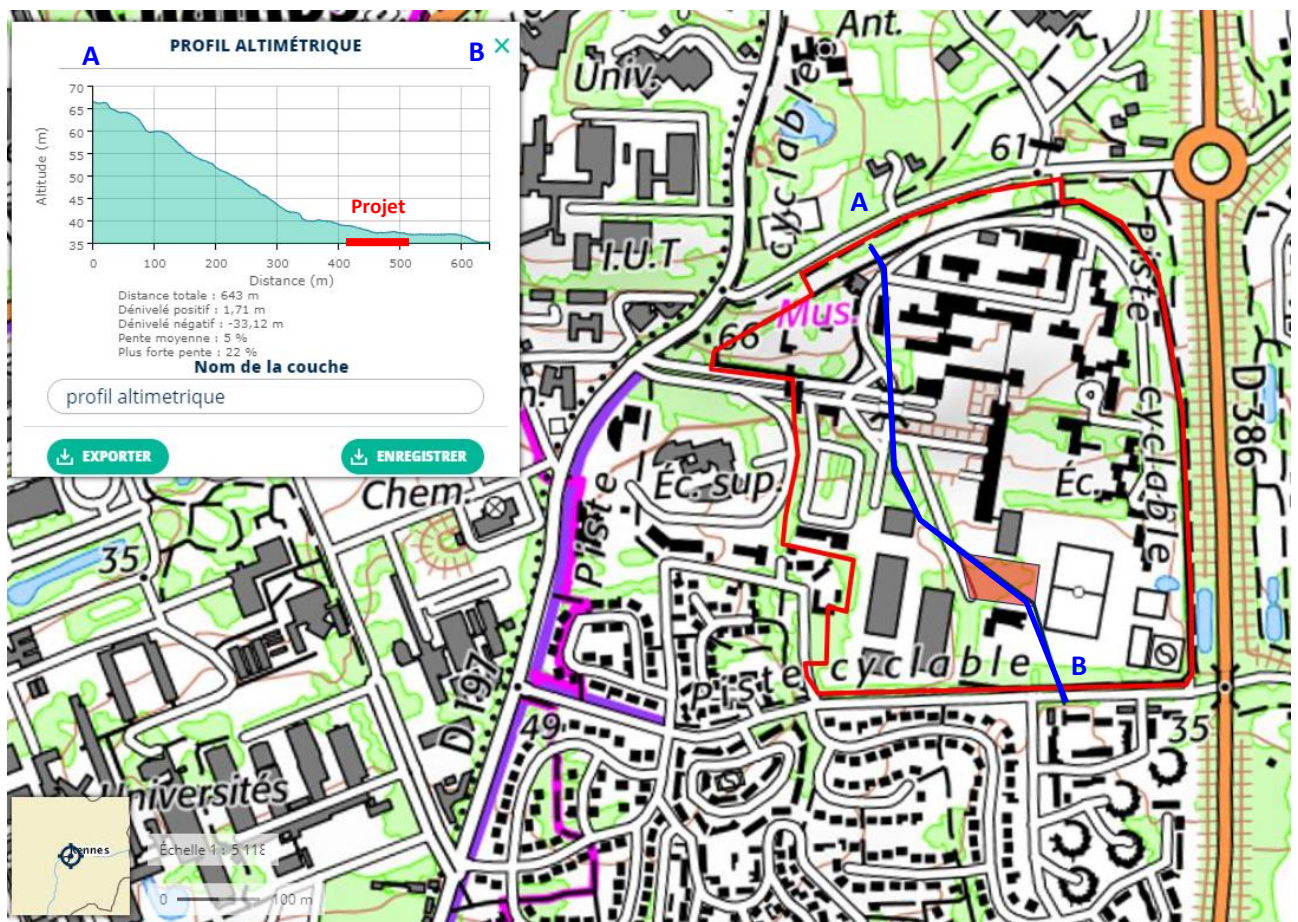 PROFIL ALTIMÉTRIQUE
A
B
70
65
60
55
50
45
40
35
Altitude (m)
Projet
0
100
200
300
400
500
600
Distance (m)
Distance totale : 643 m
Dénivelé positif : 1,71 m
Dénivelé négatif : -33,12 m
Pente moyenne : 5 %
Plus forte pente : 22 %
Nom de la couche
profil altimetrique
EXPORTER
ENREGISTRER
Ant.
Univ.
cyclable
61
A
I.U.T
Mus.
66
Piste cyclable
D 386
Éc. sup.
Éc.
Chem.
Piste
35
cyclable
B
Piste
D 197
49
35
Universités
Rennes
Échelle 1 : 5 118
0
100 m